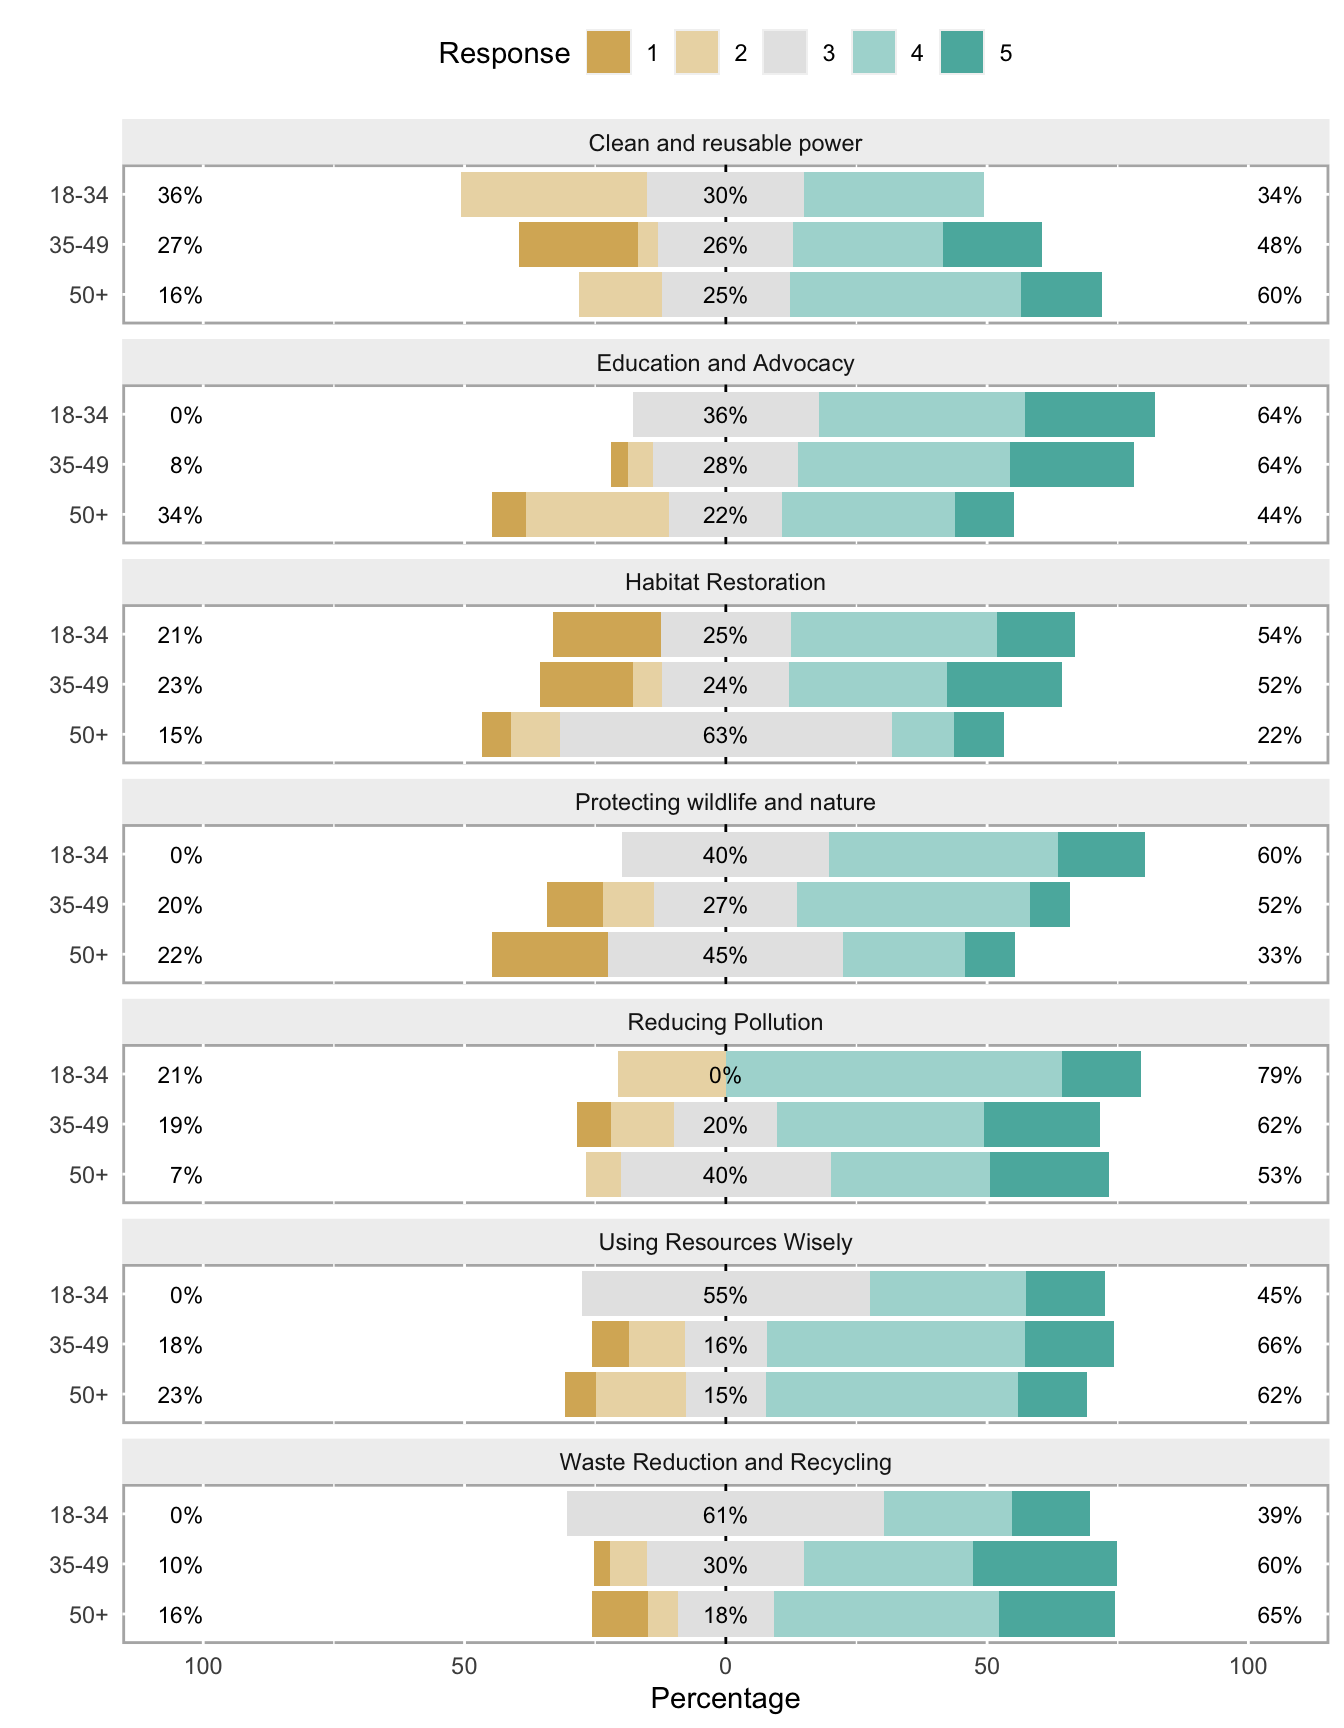 Response 1 2 3 4 5
Clean and reusable power
18-34 36% 30% 34%
35-49 27% 26% 48%
50+ 16% 25% 60%
Education and Advocacy
18-34 0% 36% 64%
35-49 8% 28% 64%
50+ 34% 22% 44%
Habitat Restoration
18-34 21% 25% 54%
35-49 23% 24% 52%
50+ 15% 63% 22%
Protecting wildlife and nature
18-34 0% 40% 60%
35-49 20% 27% 52%
50+ 22% 45% 33%
Reducing Pollution
18-34 21% 0% 79%
35-49 19% 20% 62%
50+ 7% 40% 53%
Using Resources Wisely
18-34 0% 55% 45%
35-49 18% 16% 66%
50+ 23% 15% 62%
Waste Reduction and Recycling
18-34 0% 61% 39%
35-49 10% 30% 60%
50+ 16% 18% 65%
100 50 0 50 100
Percentage